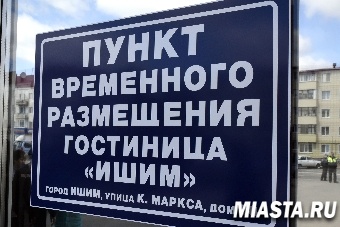 ПУНКТ
ВРЕМЕННОГО
РАЗМЕЩЕНИЯ
ГОСТИНИЦА
«ИШИМ»
ГОРОД ИШИМ, УЛИЦА К. МАРКСА, ДОМ
MIASTA.RU